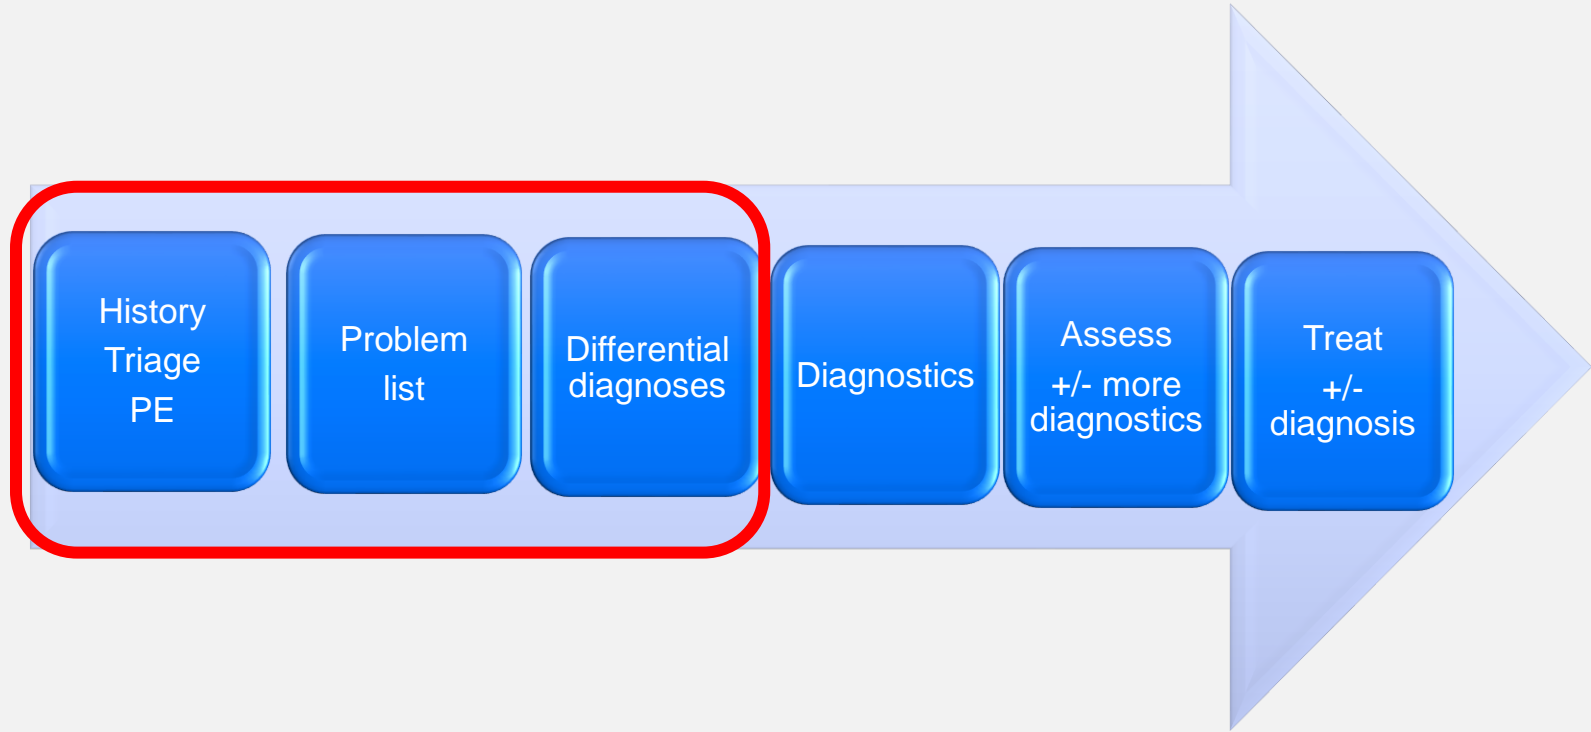 History
Triage
PE
Problem
list
Differential
diagnoses
Diagnostics
Assess
+/- more
diagnostics
Treat
+/-
diagnosis